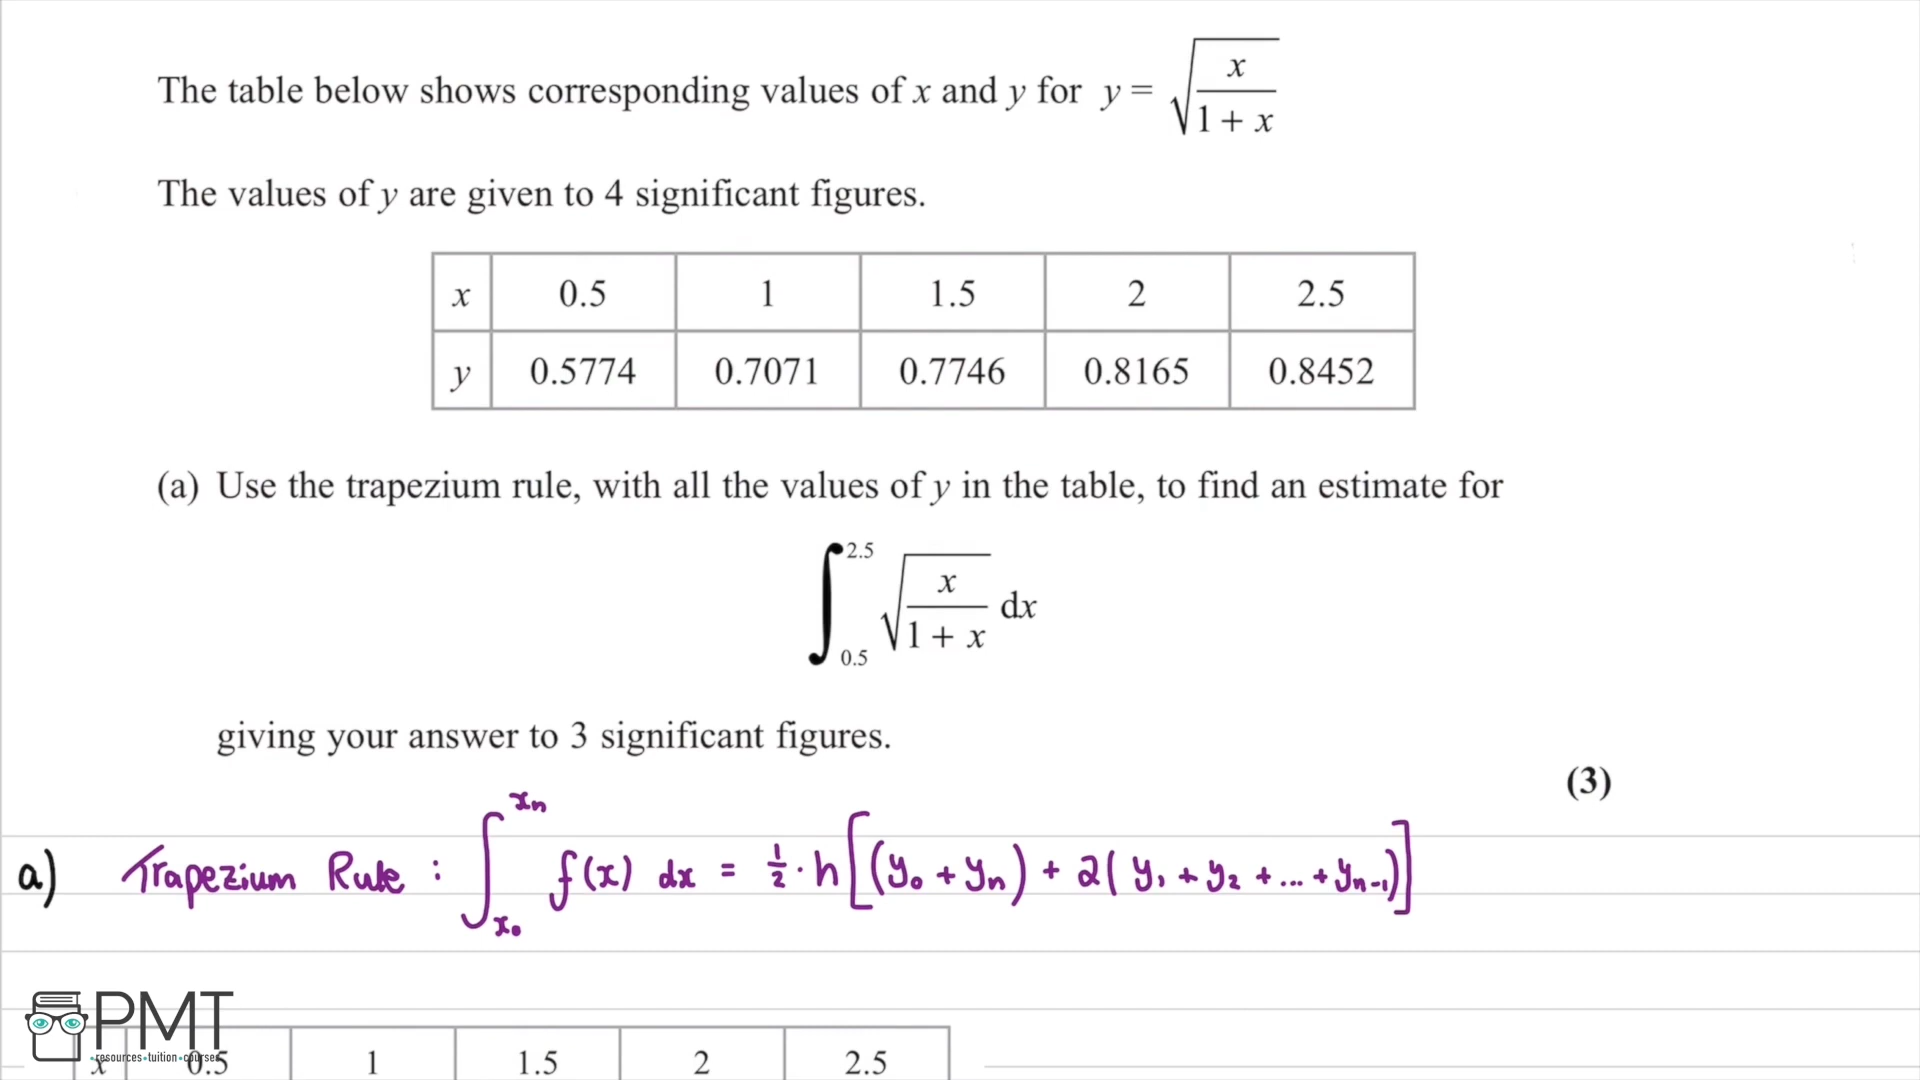 The table below shows corresponding values of x and y for y = √(x/(1 + x))
The values of y are given to 4 significant figures.
x 0.5 1 1.5 2 2.5
y 0.5774 0.7071 0.7746 0.8165 0.8452
(a) Use the trapezium rule, with all the values of y in the table, to find an estimate for
∫_{0.5}^{2.5} √(x/(1 + x)) dx
giving your answer to 3 significant figures.
(3)
a) Trapezium Rule : ∫_{x₀}^{xₙ} f(x) dx = ½·h[(y₀ + yₙ) + 2(y₁ + y₂ + ... + yₙ₋₁)]
PMT
resources•tuition•courses
x 0.5 1 1.5 2 2.5